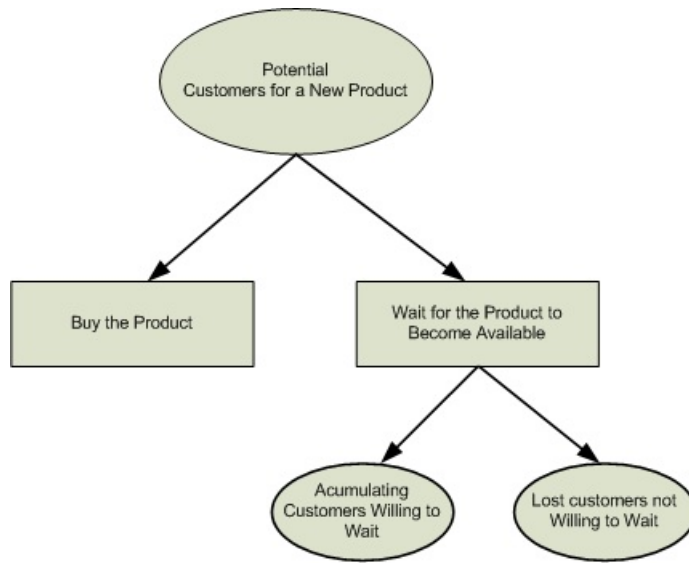 Potential
Customers for a New Product
Buy the Product
Wait for the Product to
Become Available
Acumulating
Customers Willing to
Wait
Lost customers not
Willing to Wait